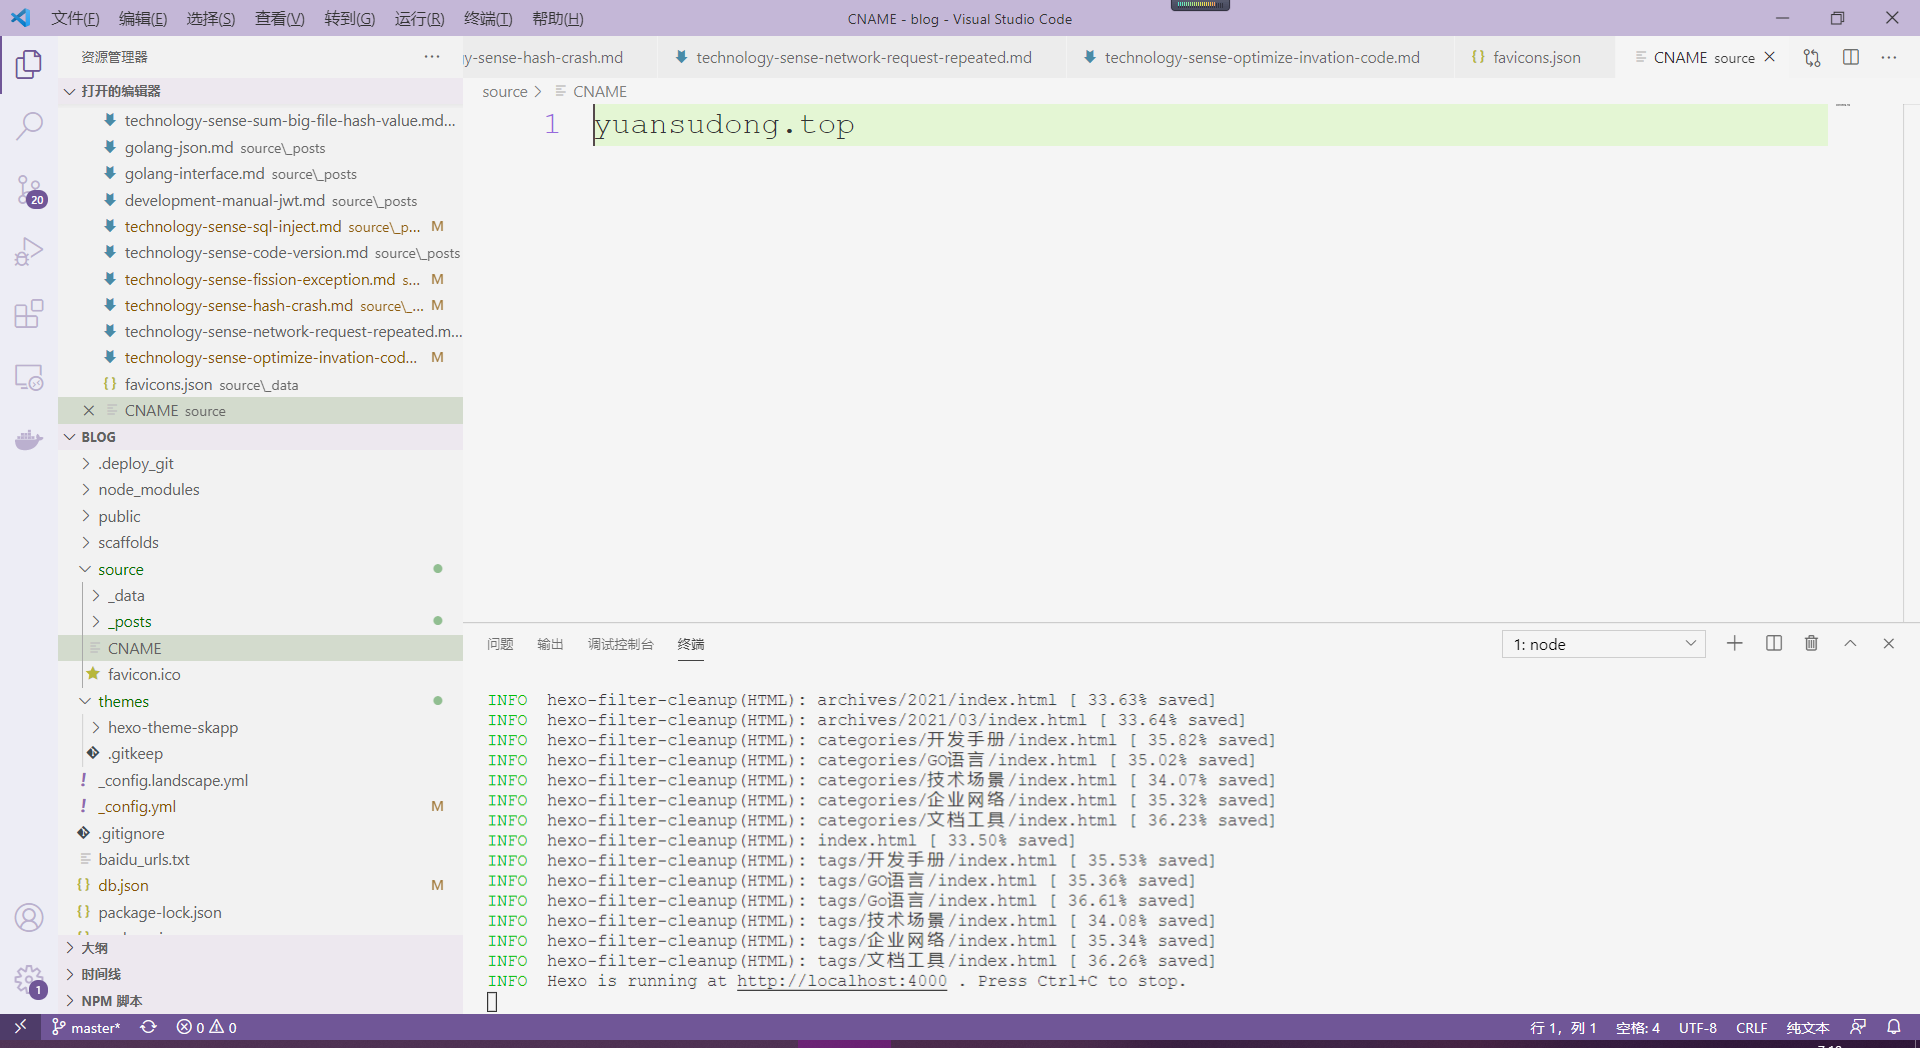 文件(F) 编辑(E) 选择(S) 查看(V) 转到(G) 运行(R) 终端(T) 帮助(H)
CNAME - blog - Visual Studio Code
资源管理器
y-sense-hash-crash.md
technology-sense-network-request-repeated.md
technology-sense-optimize-invation-code.md
favicons.json
CNAME source
打开的编辑器
technology-sense-sum-big-file-hash-value.md...
golang-json.md source\_posts
golang-interface.md source\_posts
development-manual-jwt.md source\_posts
technology-sense-sql-inject.md source\_p... M
technology-sense-code-version.md source\_posts
technology-sense-fission-exception.md s... M
technology-sense-hash-crash.md source\_... M
technology-sense-network-request-repeated.m...
technology-sense-optimize-invation-cod... M
favicons.json source\_data
CNAME source
BLOG
.deploy_git
node_modules
public
scaffolds
source
_data
_posts
CNAME
favicon.ico
themes
hexo-theme-skapp
.gitkeep
_config.landscape.yml
_config.yml M
.gitignore
baidu_urls.txt
db.json M
package-lock.json
大纲
时间线
NPM 脚本
20
1
source > CNAME
1 yuansudong.top
问题 输出 调试控制台 终端
1: node
INFO hexo-filter-cleanup(HTML): archives/2021/index.html [ 33.63% saved]
INFO hexo-filter-cleanup(HTML): archives/2021/03/index.html [ 33.64% saved]
INFO hexo-filter-cleanup(HTML): categories/开发手册/index.html [ 35.82% saved]
INFO hexo-filter-cleanup(HTML): categories/GO语言/index.html [ 35.02% saved]
INFO hexo-filter-cleanup(HTML): categories/技术场景/index.html [ 34.07% saved]
INFO hexo-filter-cleanup(HTML): categories/企业网络/index.html [ 35.32% saved]
INFO hexo-filter-cleanup(HTML): categories/文档工具/index.html [ 36.23% saved]
INFO hexo-filter-cleanup(HTML): index.html [ 33.50% saved]
INFO hexo-filter-cleanup(HTML): tags/开发手册/index.html [ 35.53% saved]
INFO hexo-filter-cleanup(HTML): tags/GO语言/index.html [ 35.36% saved]
INFO hexo-filter-cleanup(HTML): tags/Go语言/index.html [ 36.61% saved]
INFO hexo-filter-cleanup(HTML): tags/技术场景/index.html [ 34.08% saved]
INFO hexo-filter-cleanup(HTML): tags/企业网络/index.html [ 35.34% saved]
INFO hexo-filter-cleanup(HTML): tags/文档工具/index.html [ 36.26% saved]
INFO Hexo is running at http://localhost:4000 . Press Ctrl+C to stop.
master* 0 0
行 1，列 1 空格: 4 UTF-8 CRLF 纯文本